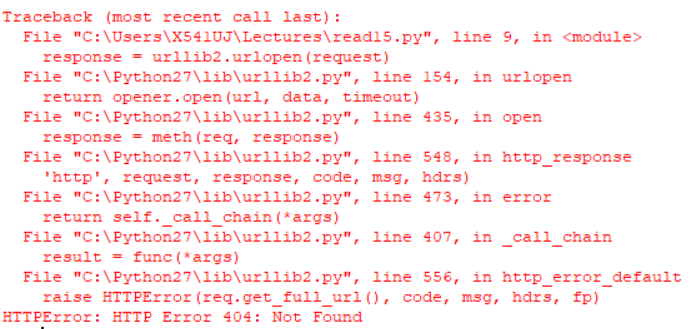 Traceback (most recent call last):
  File "C:\Users\X541UJ\Lectures\read15.py", line 9, in <module>
    response = urllib2.urlopen(request)
  File "C:\Python27\lib\urllib2.py", line 154, in urlopen
    return opener.open(url, data, timeout)
  File "C:\Python27\lib\urllib2.py", line 435, in open
    response = meth(req, response)
  File "C:\Python27\lib\urllib2.py", line 548, in http_response
    'http', request, response, code, msg, hdrs)
  File "C:\Python27\lib\urllib2.py", line 473, in error
    return self._call_chain(*args)
  File "C:\Python27\lib\urllib2.py", line 407, in _call_chain
    result = func(*args)
  File "C:\Python27\lib\urllib2.py", line 556, in http_error_default
    raise HTTPError(req.get_full_url(), code, msg, hdrs, fp)
HTTPError: HTTP Error 404: Not Found